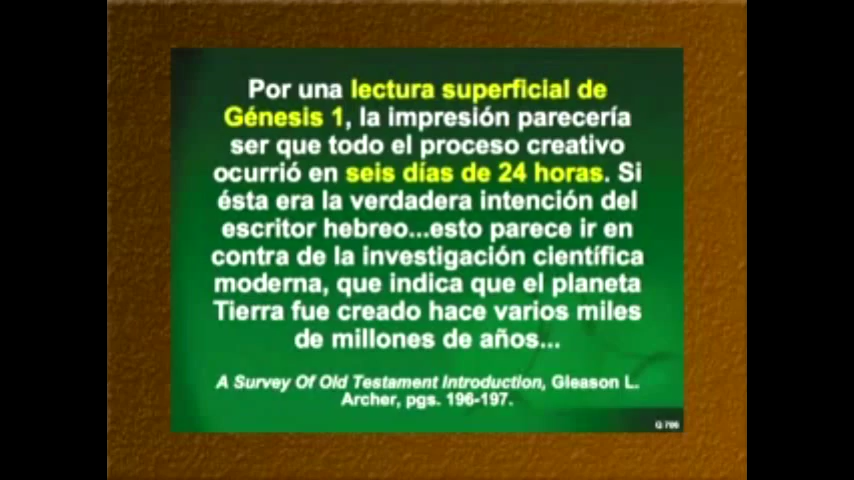 Por una lectura superficial de
Génesis 1, la impresión parecería
ser que todo el proceso creativo
ocurrió en seis días de 24 horas. Si
ésta era la verdadera intención del
escritor hebreo...esto parece ir en
contra de la investigación científica
moderna, que indica que el planeta
Tierra fue creado hace varios miles
de millones de años...
A Survey Of Old Testament Introduction, Gleason L.
Archer, pgs. 196-197.